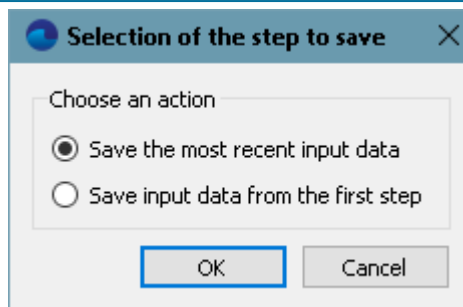 Selection of the step to save
Choose an action
Save the most recent input data
Save input data from the first step
OK Cancel